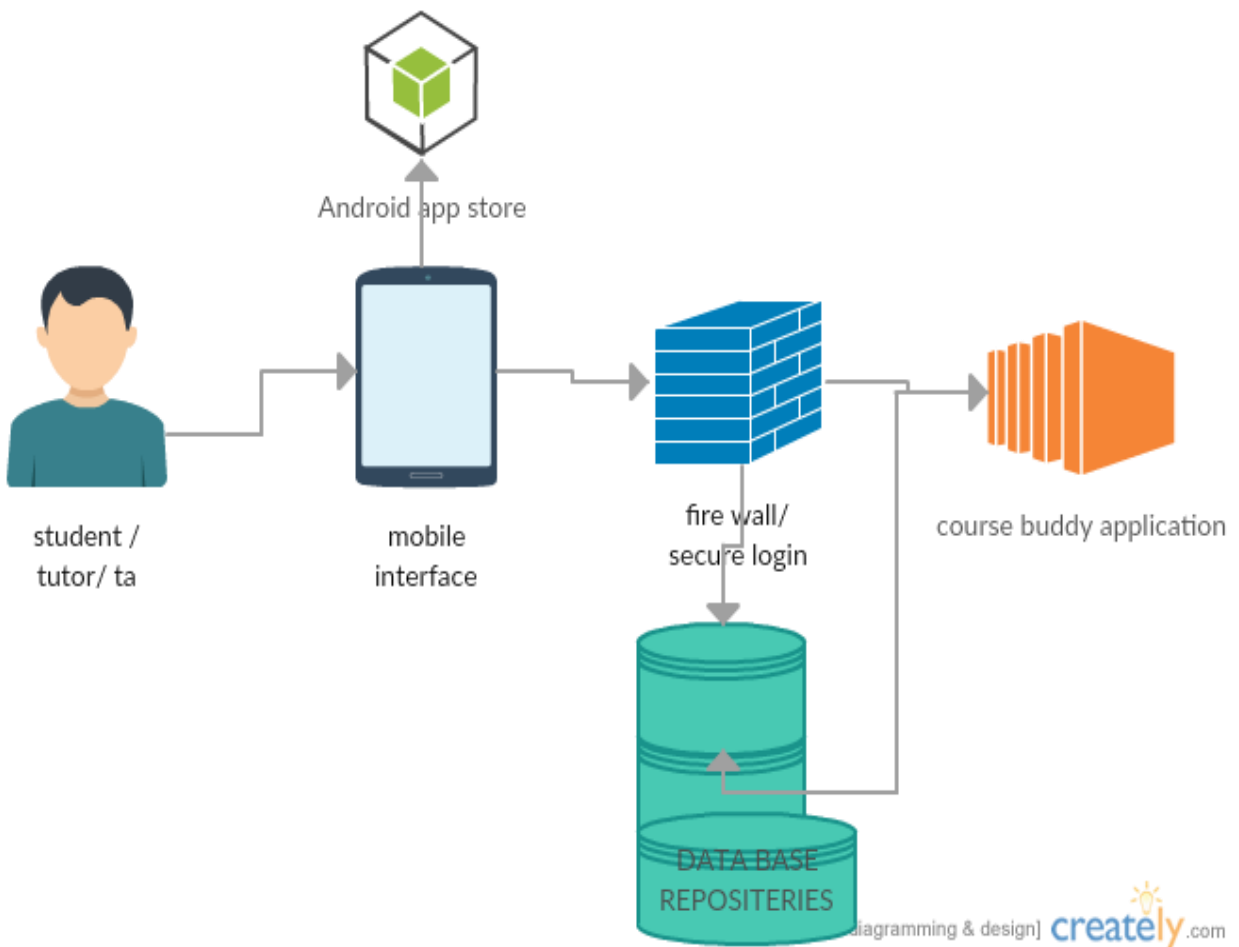 Android app store
student /
tutor/ ta
mobile
interface
fire wall/
secure login
course buddy application
DATA BASE
REPOSITERIES
diagramming & design] creately.com